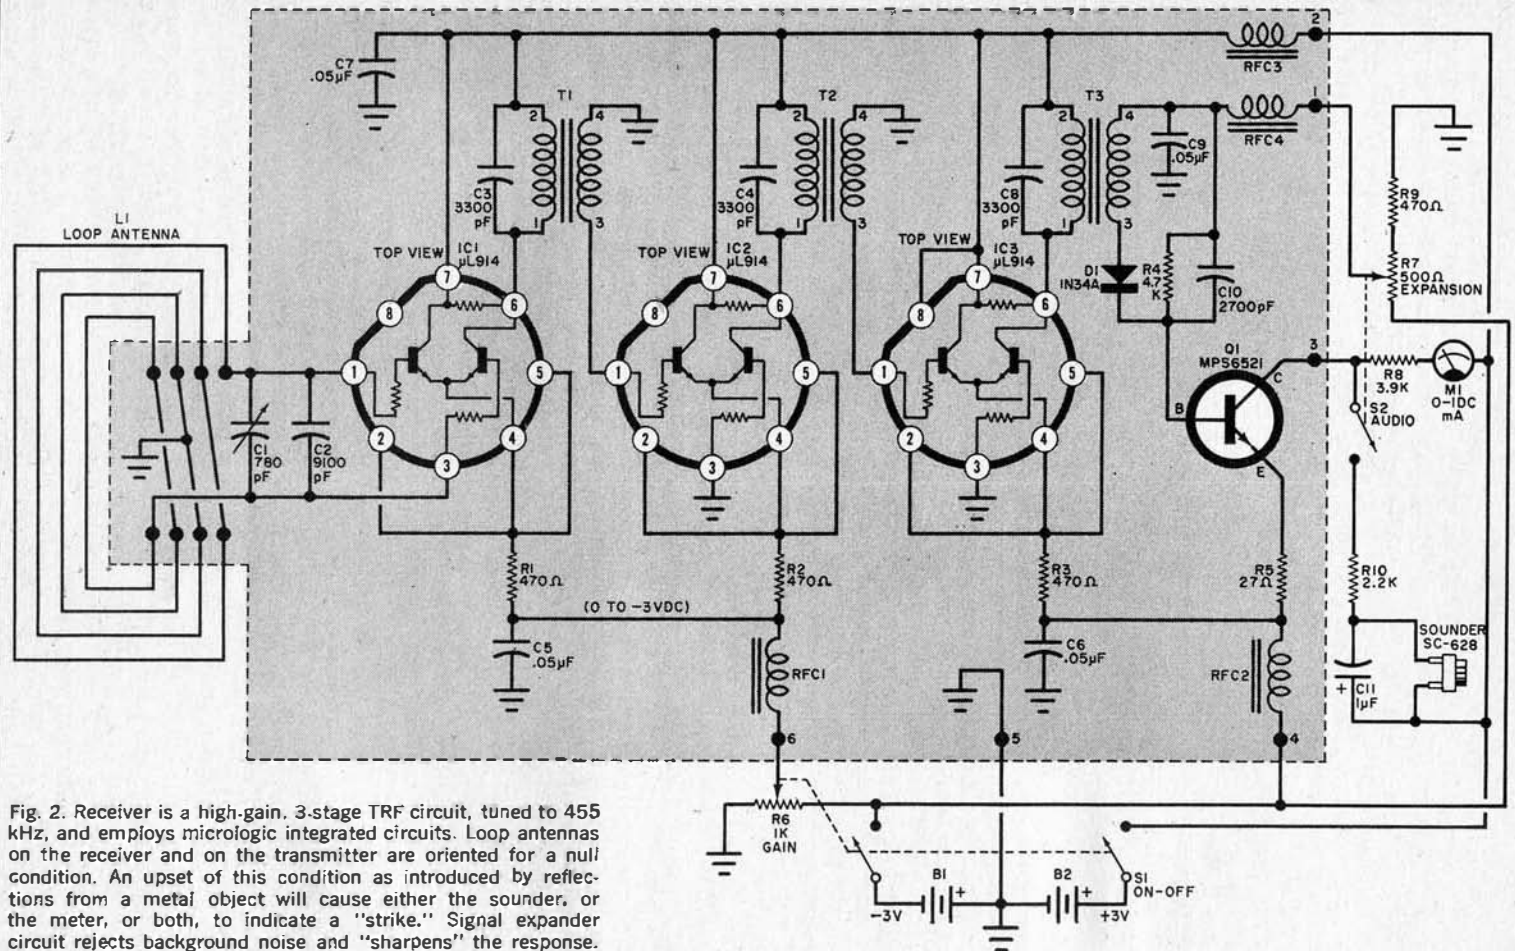 2
RFC3
C7
.05µF
T1
T2
T3
2
4
2
4
2
4
1
C9
.05µF
RFC4
C3
3300
pF
C4
3300
pF
C8
3300
pF
R9
470Ω
1
3
1
3
1
3
L1
LOOP ANTENNA
TOP VIEW
IC1
µL914
TOP VIEW
IC2
µL914
TOP VIEW
IC3
µL914
7
6
8
1
5
2
4
3
7
6
8
1
5
2
4
3
7
6
8
1
5
2
4
3
D1
1N34A
R4
4.7
K
C10
2700pF
R7
500Ω
EXPANSION
Q1
MPS6521
C
B
E
3
R8
3.9K
M1
0-1DC
mA
S2
AUDIO
C1
780
pF
C2
9100
pF
R1
470Ω
R2
470Ω
R3
470Ω
R5
27Ω
R10
2.2K
(0 TO -3VDC)
C5
.05µF
RFC1
C6
.05µF
RFC2
SOUNDER
SC-628
+
C11
1µF
6
5
4
R6
1K
GAIN
B1
+
B2
+
-3V
+3V
S1
ON-OFF
Fig. 2. Receiver is a high-gain, 3-stage TRF circuit, tuned to 455
kHz, and employs micrologic integrated circuits. Loop antennas
on the receiver and on the transmitter are oriented for a null
condition. An upset of this condition as introduced by reflec-
tions from a metal object will cause either the sounder, or
the meter, or both, to indicate a "strike." Signal expander
circuit rejects background noise and "sharpens" the response.